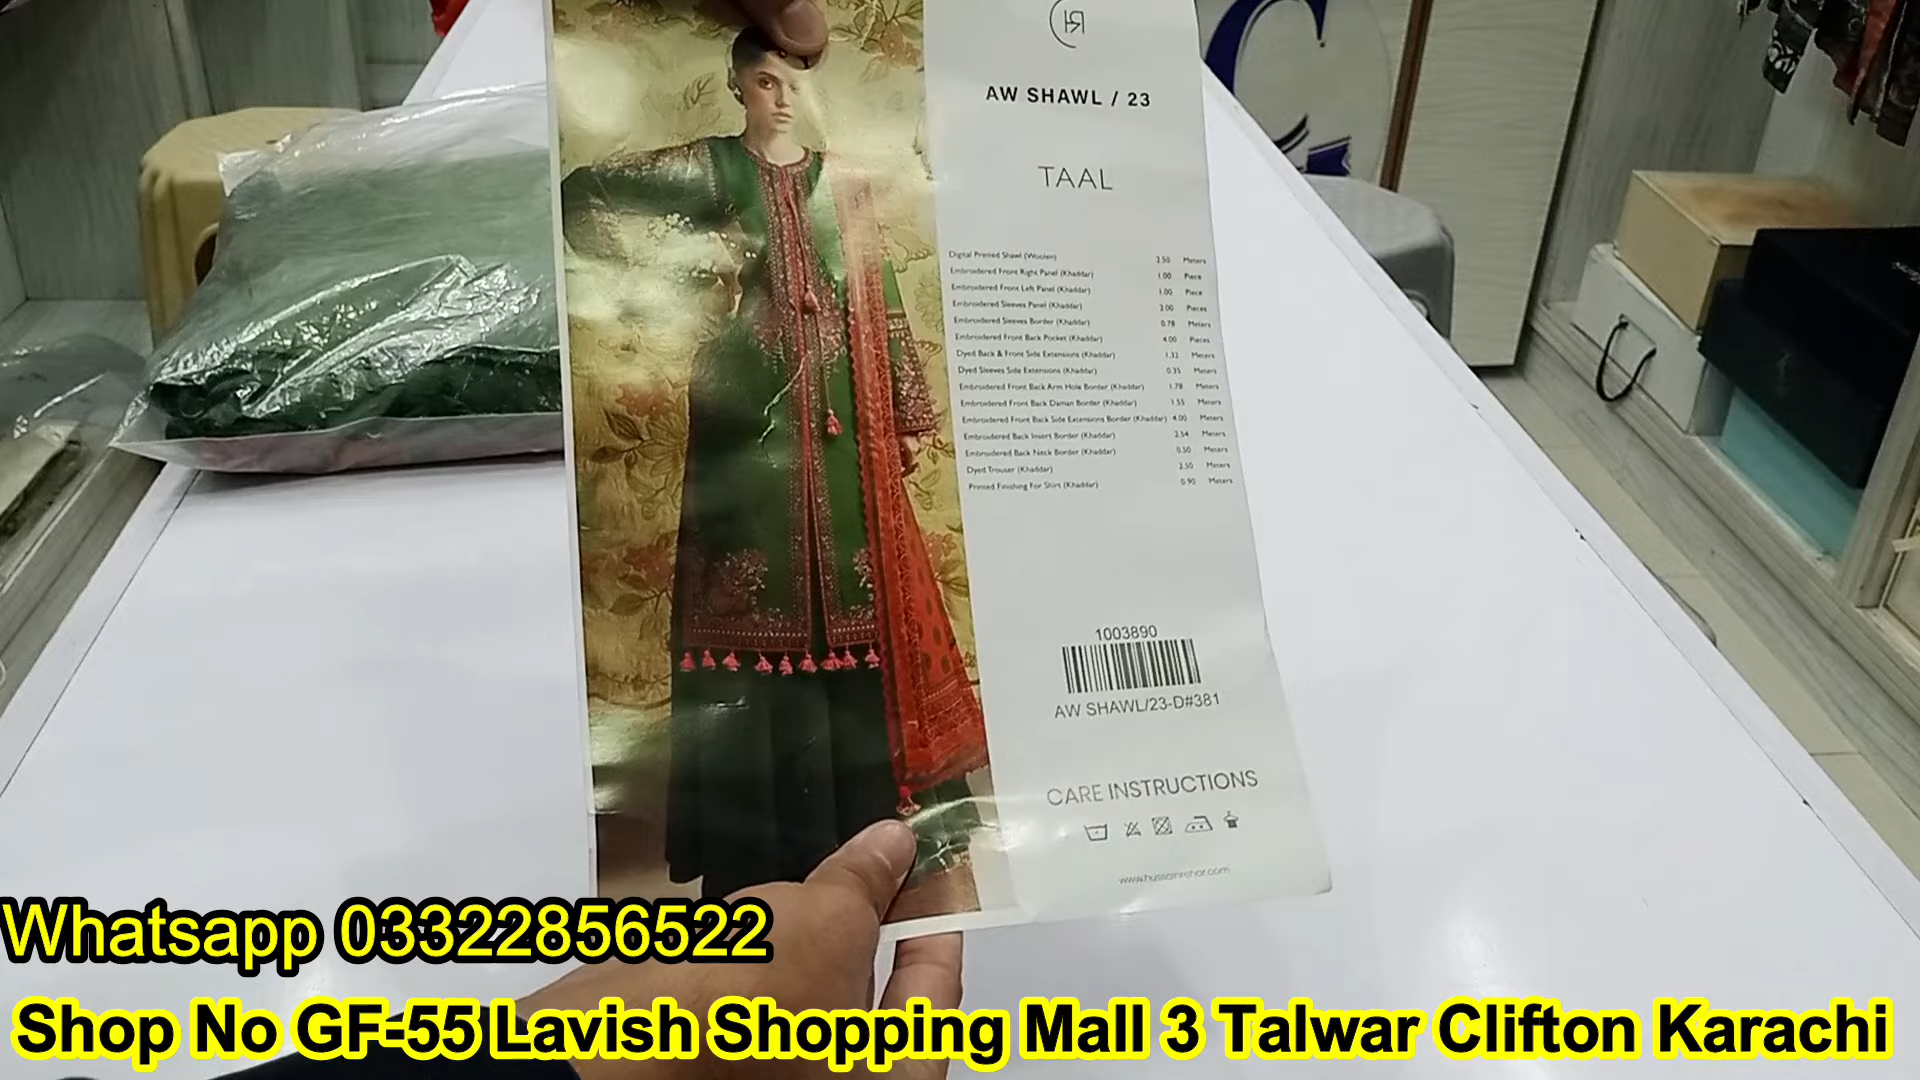 AW SHAWL / 23
TAAL
Digital Printed Shawl (Woolen) 2.50 Meters
Embroidered Front Right Panel (Khaddar) 1.00 Piece
Embroidered Front Left Panel (Khaddar) 1.00 Piece
Embroidered Sleeves Panel (Khaddar) 2.00 Pieces
Embroidered Sleeves Border (Khaddar) 0.78 Meters
Embroidered Front Back Pocket (Khaddar) 4.00 Pieces
Dyed Back & Front Side Extensions (Khaddar) 1.32 Meters
Dyed Sleeves Side Extensions (Khaddar) 0.35 Meters
Embroidered Front Back Arm Hole Border (Khaddar) 1.78 Meters
Embroidered Front Back Daman Border (Khaddar) 1.55 Meters
Embroidered Front Back Side Extensions Border (Khaddar) 4.00 Meters
Embroidered Back Insert Border (Khaddar) 2.54 Meters
Embroidered Back Neck Border (Khaddar) 0.50 Meters
Dyed Trouser (Khaddar) 2.50 Meters
Printed Finishing For Shirt (Khaddar) 0.90 Meters
1003890
AW SHAWL/23-D#381
CARE INSTRUCTIONS
www.hussainrehar.com
Whatsapp 03322856522
Shop No GF-55 Lavish Shopping Mall 3 Talwar Clifton Karachi